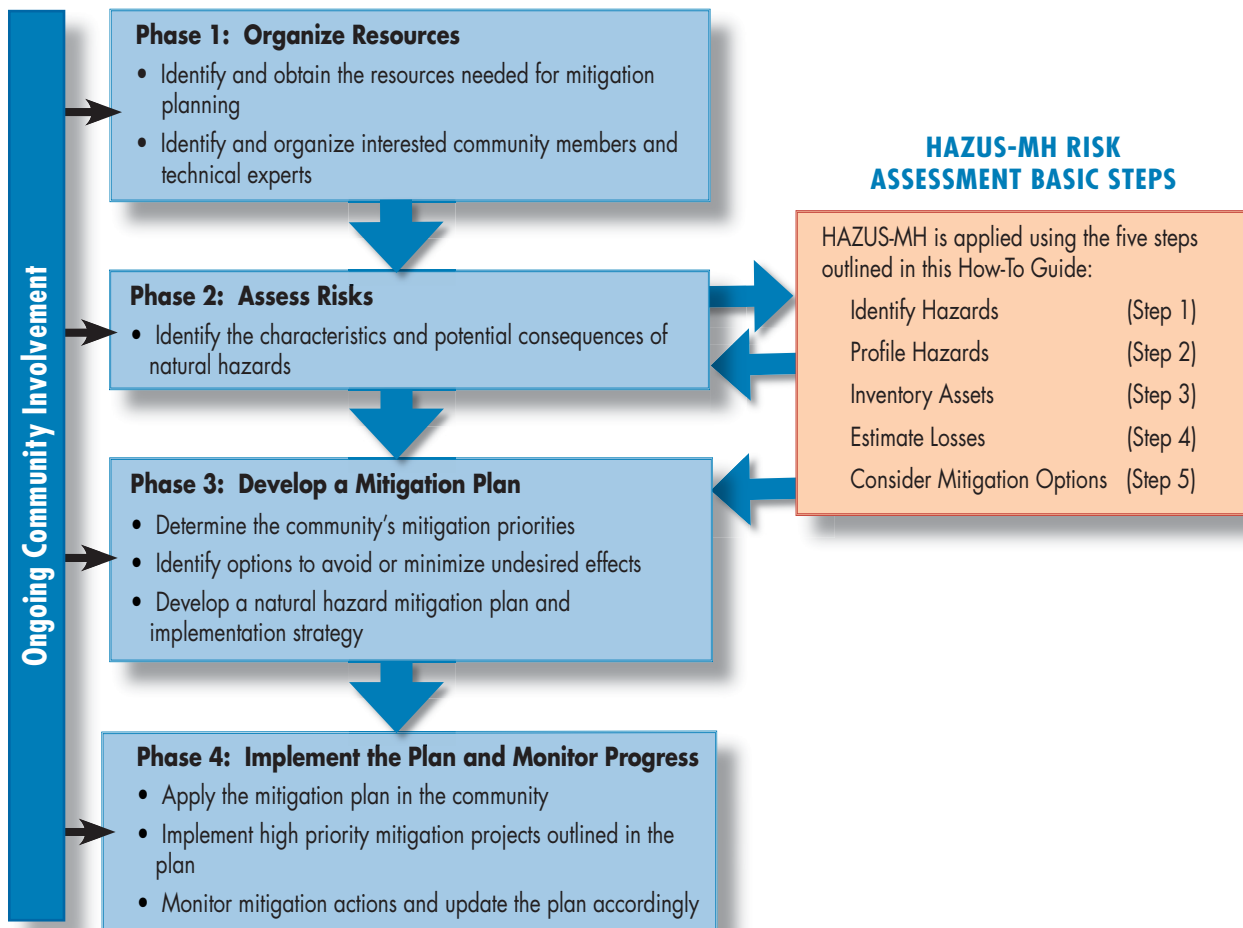 Ongoing Community Involvement
Phase 1: Organize Resources
• Identify and obtain the resources needed for mitigation
planning
• Identify and organize interested community members and
technical experts
Phase 2: Assess Risks
• Identify the characteristics and potential consequences of
natural hazards
Phase 3: Develop a Mitigation Plan
• Determine the community's mitigation priorities
• Identify options to avoid or minimize undesired effects
• Develop a natural hazard mitigation plan and
implementation strategy
Phase 4: Implement the Plan and Monitor Progress
• Apply the mitigation plan in the community
• Implement high priority mitigation projects outlined in the
plan
• Monitor mitigation actions and update the plan accordingly
HAZUS-MH RISK
ASSESSMENT BASIC STEPS
HAZUS-MH is applied using the five steps
outlined in this How-To Guide:
Identify Hazards (Step 1)
Profile Hazards (Step 2)
Inventory Assets (Step 3)
Estimate Losses (Step 4)
Consider Mitigation Options (Step 5)